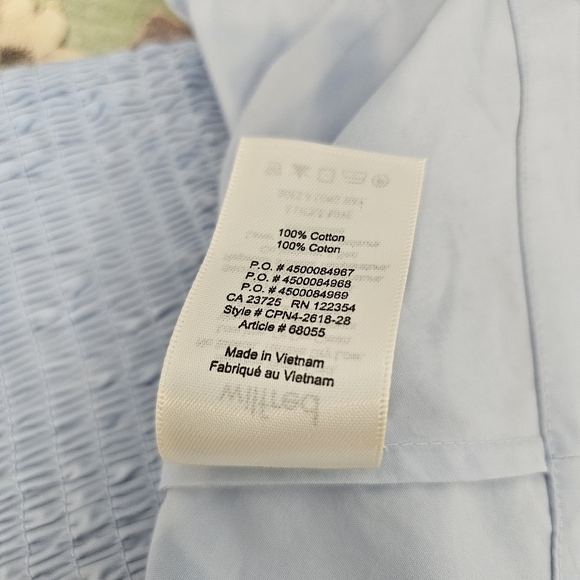 100% Cotton
100% Coton
P.O. # 4500084967
P.O. # 4500084968
P.O. # 4500084969
CA 23725 RN 122354
Style # CPN4-2618-28
Article # 68055
Made in Vietnam
Fabriqué au Vietnam
wilfred